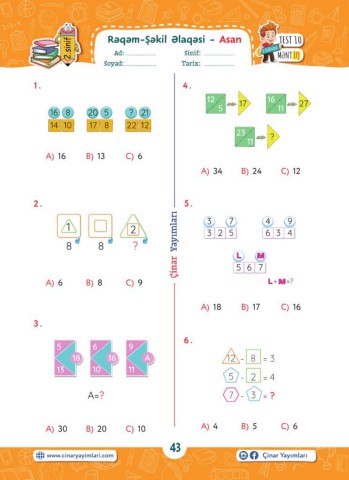 2.sinif
Rəqəm-Şəkil Əlaqəsi - Asan
Ad: Sinif:
Soyad: Tarix:
TEST 10
MƏNTİQ
1.
16 8 20 5 ? 21
14 10 17 8 22 12
A) 16 B) 13 C) 6
2.
1 2
8 8 ?
A) 6 B) 8 C) 9
3.
5 6 9
18 16 A
13 10 11
A=?
A) 30 B) 20 C) 10
4.
12 5 17 16 11 27
23 11 ?
A) 34 B) 24 C) 12
5.
3 7 4 9
3 2 5 6 3 4
L M
5 6 7
L+M=?
A) 18 B) 17 C) 16
6.
12 - 8 = 3
5 - 2 = 4
7 - 3 = ?
A) 4 B) 5 C) 6
Çınar Yayımları
www.cinaryayimlari.com
43
Çinar Yayımları